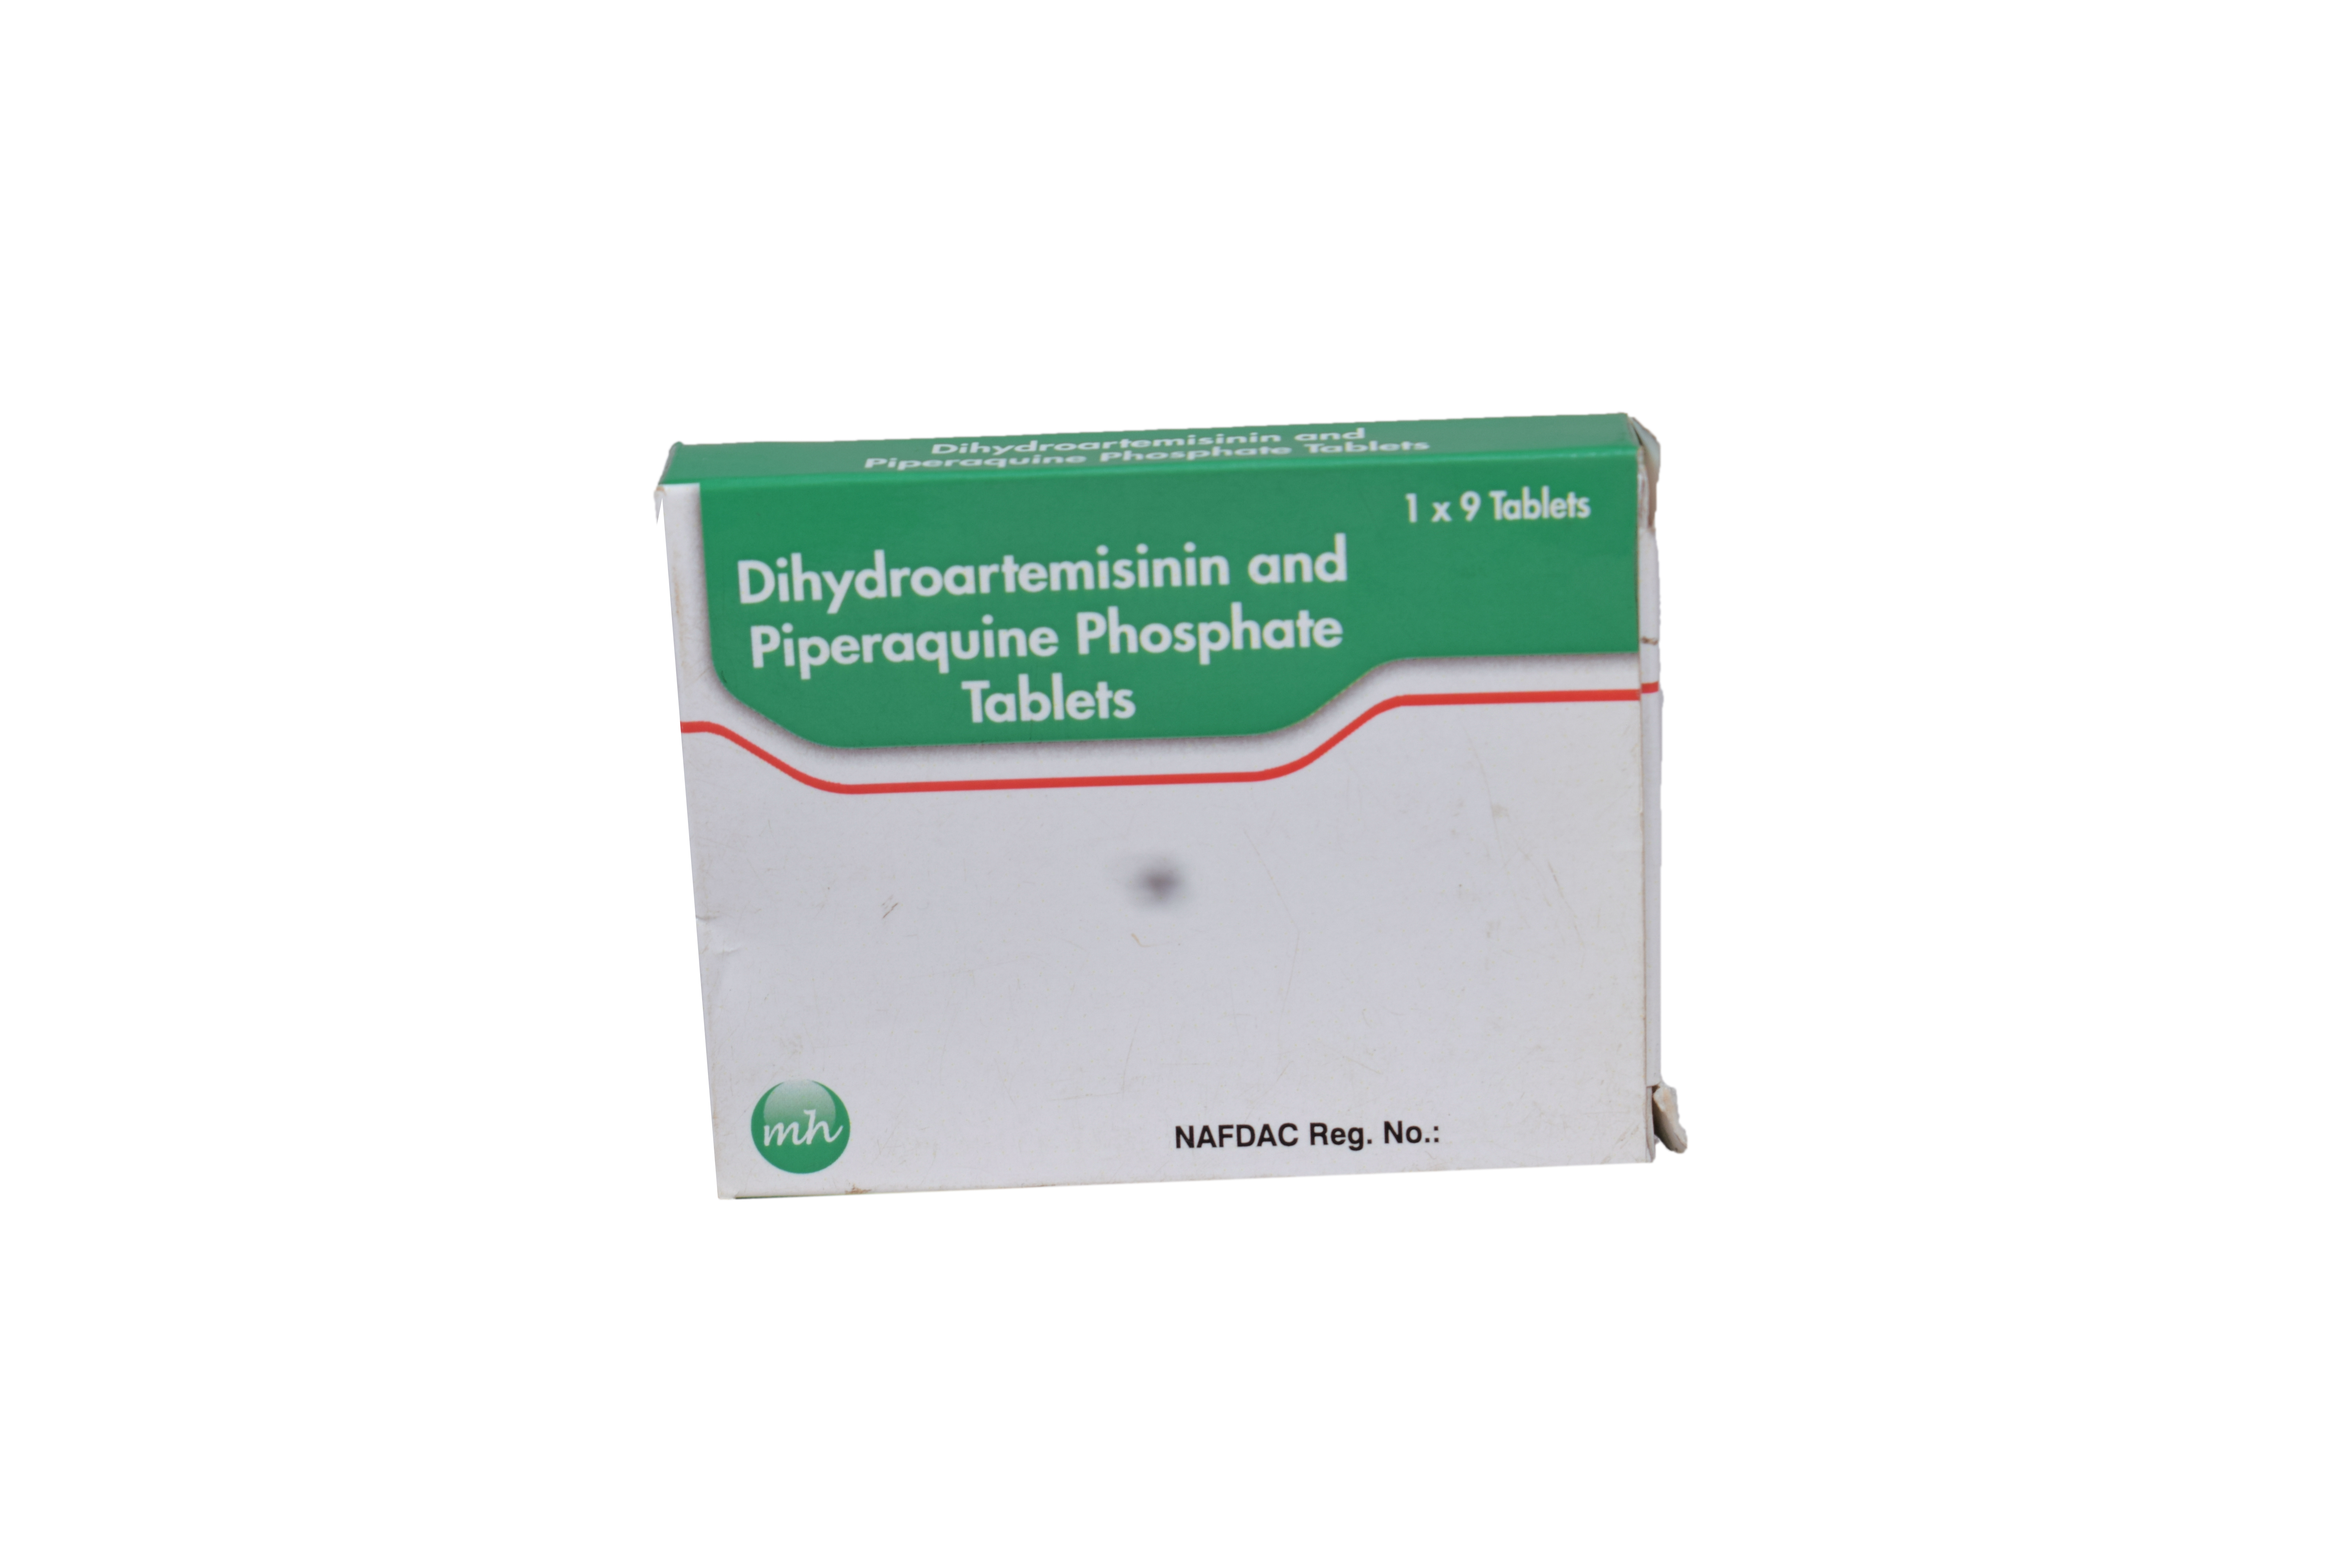 Dihydroartemisinin and
Piperaquine Phosphate Tablets
1 x 9 Tablets
Dihydroartemisinin and
Piperaquine Phosphate
Tablets
mh
NAFDAC Reg. No.: